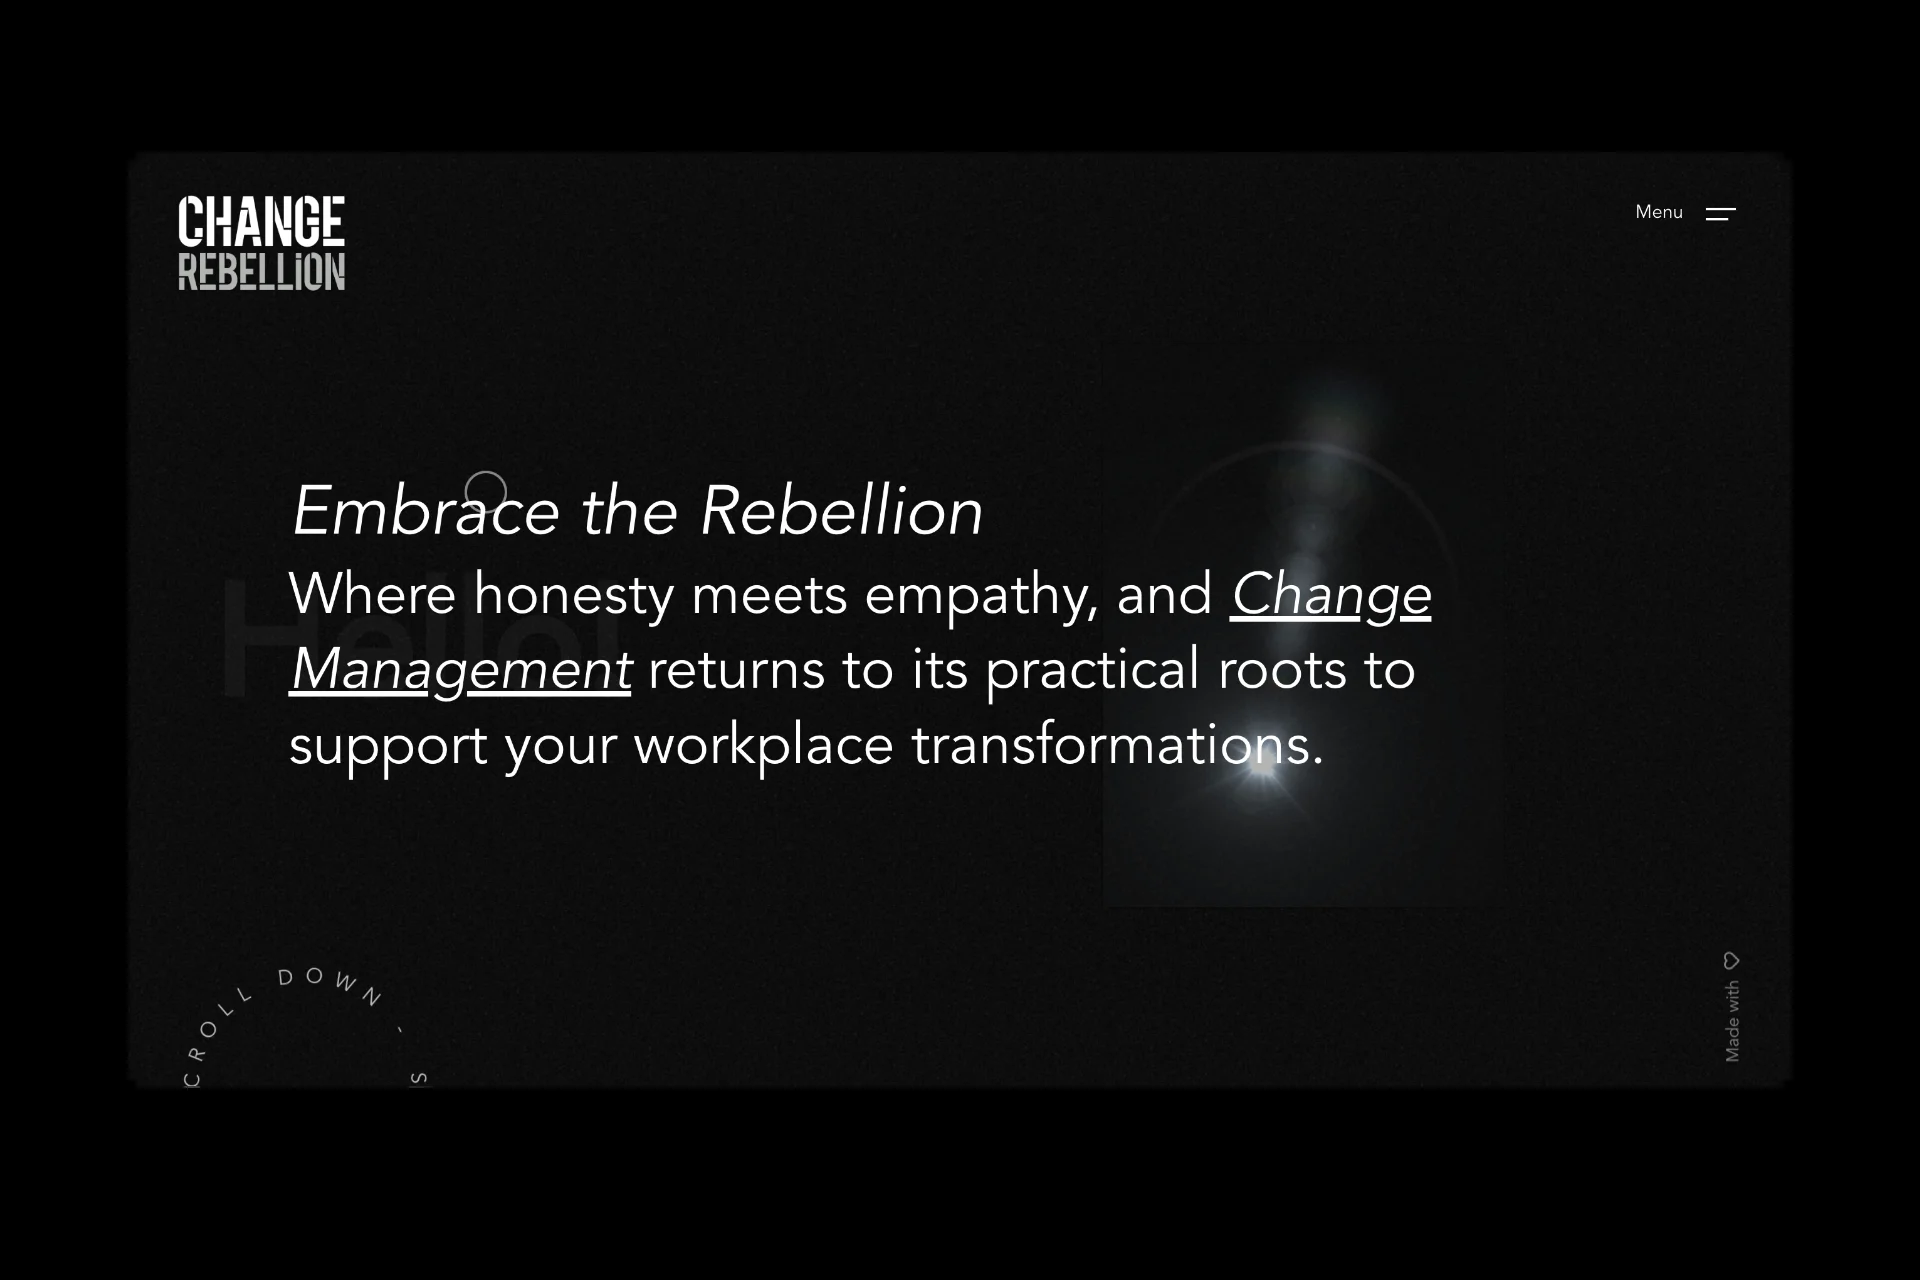 CHANGE
REBELLiON
Menu
Embrace the Rebellion
Hello!
Where honesty meets empathy, and Change
Management returns to its practical roots to
support your workplace transformations.
CROLL DOWN - S
Made with